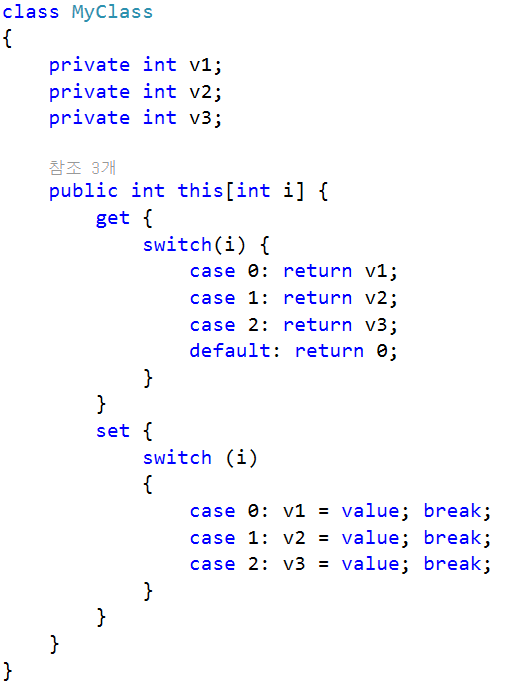 class MyClass
{
    private int v1;
    private int v2;
    private int v3;
    참조 3개
    public int this[int i] {
        get {
            switch(i) {
                case 0: return v1;
                case 1: return v2;
                case 2: return v3;
                default: return 0;
            }
        }
        set {
            switch (i)
            {
                case 0: v1 = value; break;
                case 1: v2 = value; break;
                case 2: v3 = value; break;
            }
        }
    }
}